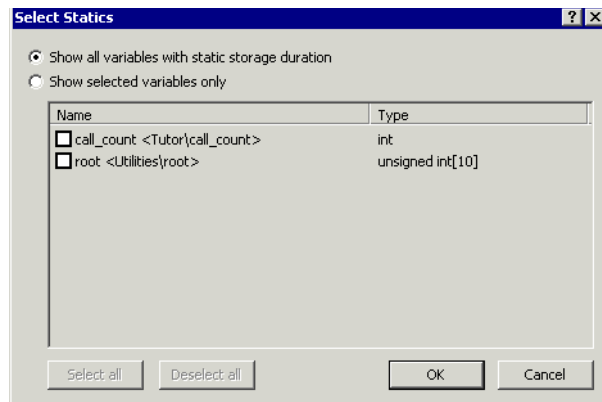 Select Statics
Show all variables with static storage duration
Show selected variables only
Name Type
call_count <Tutor\call_count> int
root <Utilities\root> unsigned int[10]
Select all Deselect all OK Cancel